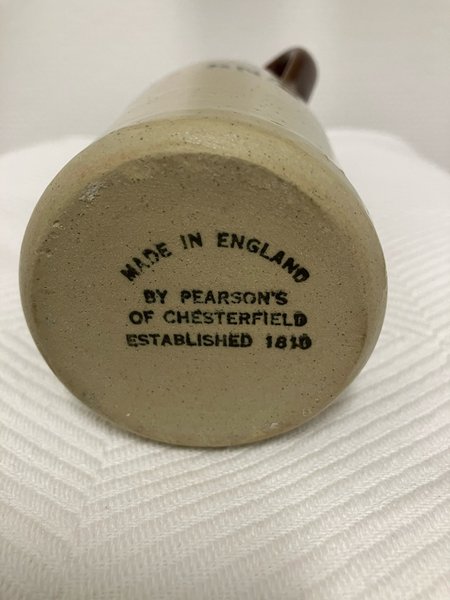 MADE IN ENGLAND
BY PEARSON'S
OF CHESTERFIELD
ESTABLISHED 1810